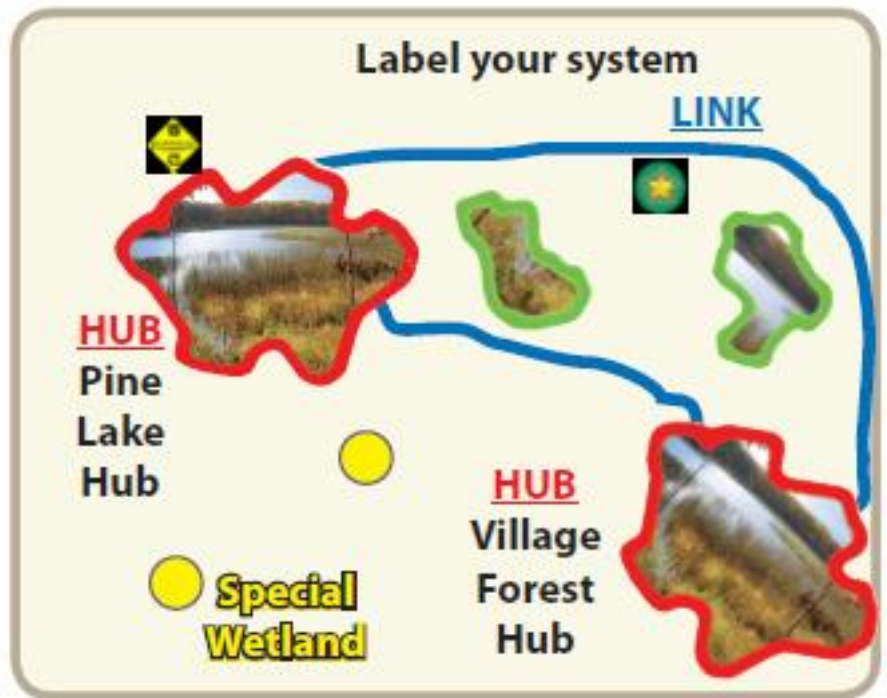 Label your system
LINK
HUB
Pine
Lake
Hub
HUB
Village
Forest
Hub
Special
Wetland